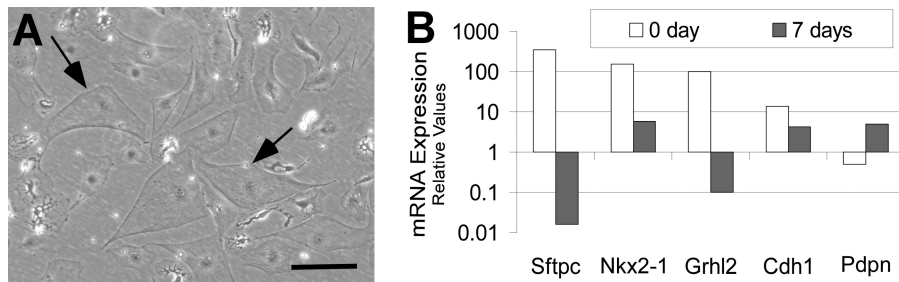 A
B
0 day
7 days
mRNA Expression
Relative Values
1000
100
10
1
0.1
0.01
Sftpc
Nkx2-1
Grhl2
Cdh1
Pdpn